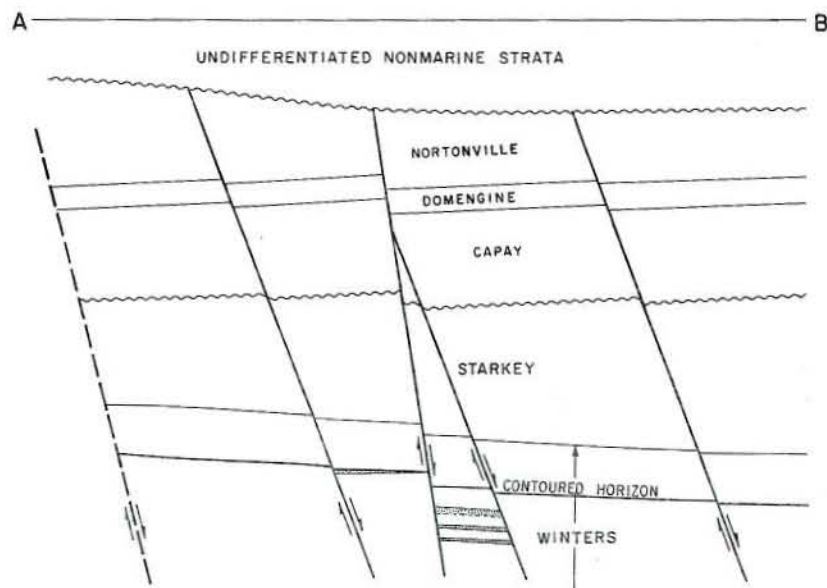 A B
UNDIFFERENTIATED NONMARINE STRATA
NORTONVILLE
DOMENGINE
CAPAY
STARKEY
CONTOURED HORIZON
WINTERS